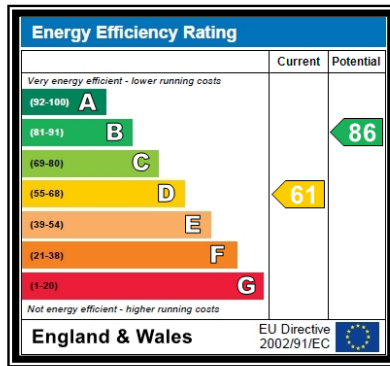 Energy Efficiency Rating
Current Potential
Very energy efficient - lower running costs
(92-100) A
(81-91) B
86
(69-80) C
(55-68) D
61
(39-54) E
(21-38) F
(1-20) G
Not energy efficient - higher running costs
England & Wales
EU Directive
2002/91/EC